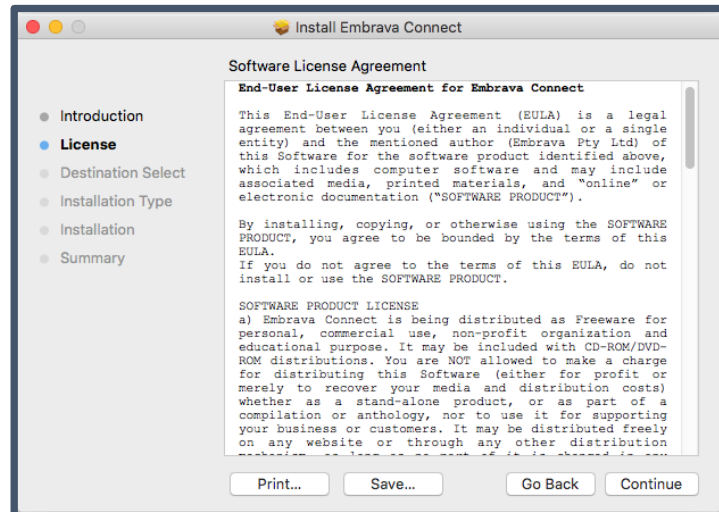 Install Embrava Connect
Software License Agreement
Introduction
License
Destination Select
Installation Type
Installation
Summary
End-User License Agreement for Embrava Connect
This End-User License Agreement (EULA) is a legal
agreement between you (either an individual or a single
entity) and the mentioned author (Embrava Pty Ltd) of
this Software for the software product identified above,
which includes computer software and may include
associated media, printed materials, and “online” or
electronic documentation (“SOFTWARE PRODUCT”).
By installing, copying, or otherwise using the SOFTWARE
PRODUCT, you agree to be bounded by the terms of this
EULA.
If you do not agree to the terms of this EULA, do not
install or use the SOFTWARE PRODUCT.
SOFTWARE PRODUCT LICENSE
a) Embrava Connect is being distributed as Freeware for
personal, commercial use, non-profit organization and
educational purpose. It may be included with CD-ROM/DVD-
ROM distributions. You are NOT allowed to make a charge
for distributing this Software (either for profit or
merely to recover your media and distribution costs)
whether as a stand-alone product, or as part of a
compilation or anthology, nor to use it for supporting
your business or customers. It may be distributed freely
on any website or through any other distribution
Print...
Save...
Go Back
Continue